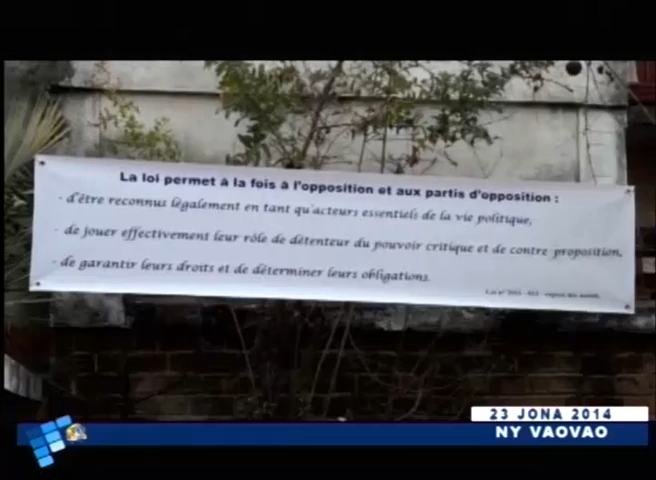 La loi permet à la fois à l'opposition et aux partis d'opposition :
- d'être reconnus légalement en tant qu'acteurs essentiels de la vie politique,
- de jouer effectivement leur rôle de détenteur du pouvoir critique et de contre proposition,
- de garantir leurs droits et de déterminer leurs obligations.
Loi n°
23 JONA 2014
NY VAOVAO